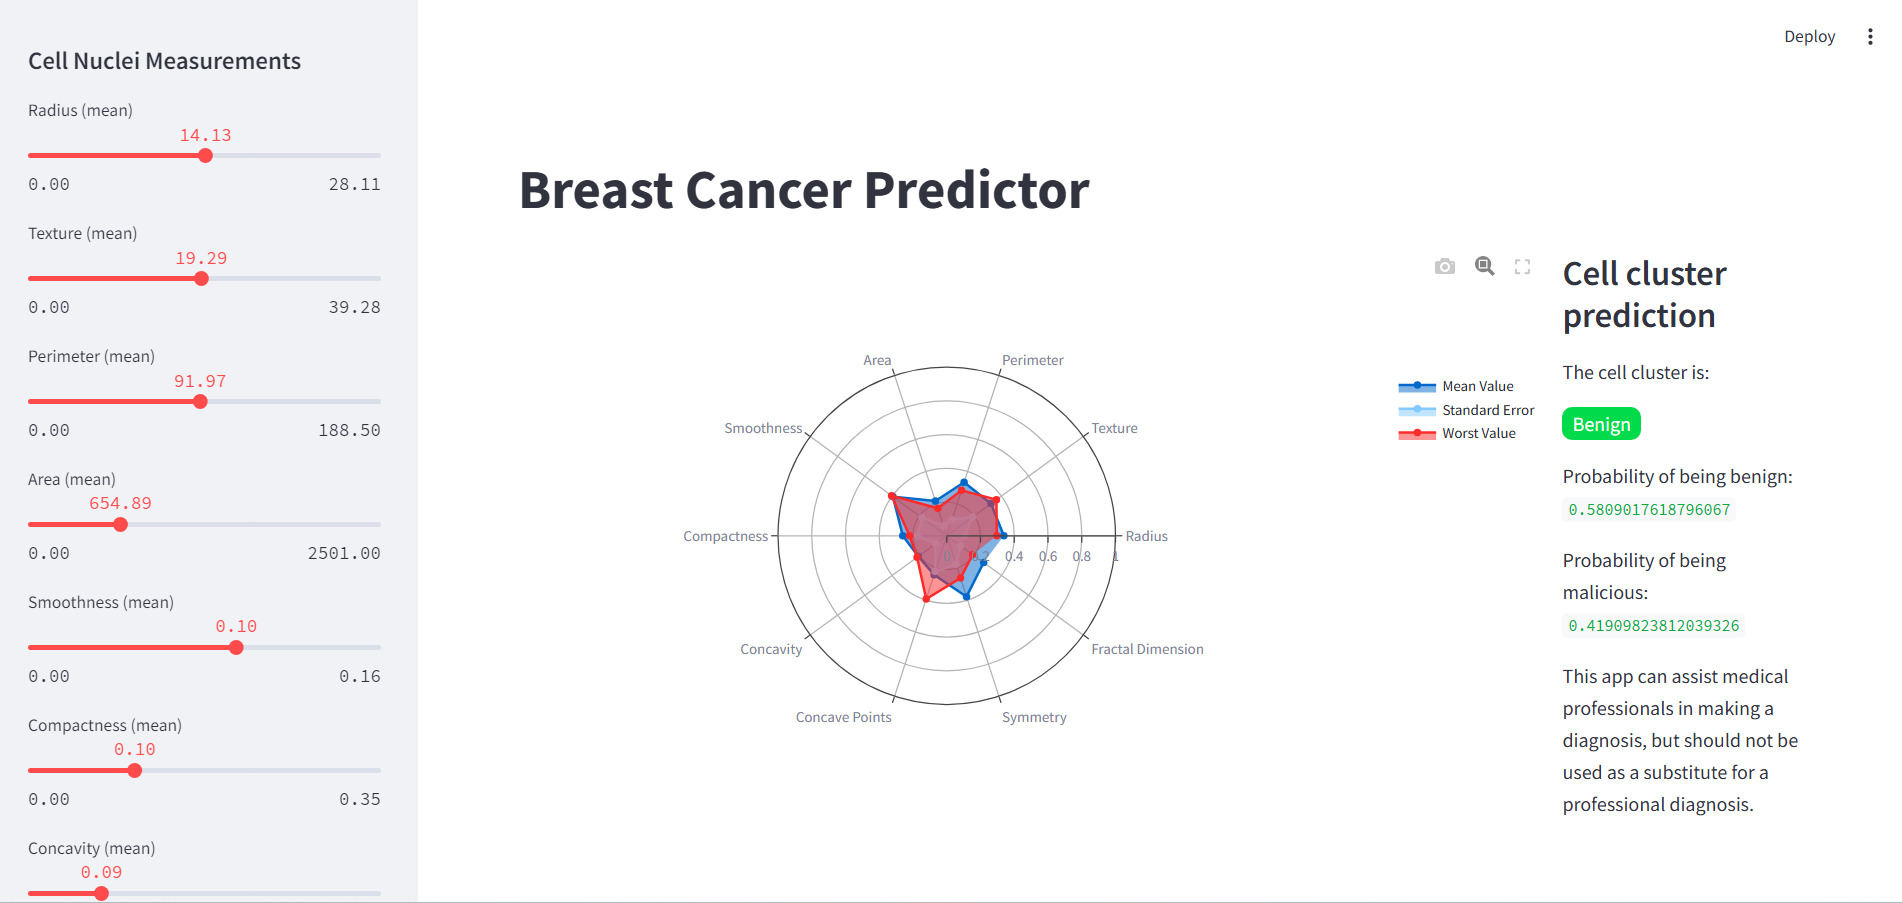 Cell Nuclei Measurements
Radius (mean)
14.13
0.00 28.11
Texture (mean)
19.29
0.00 39.28
Perimeter (mean)
91.97
0.00 188.50
Area (mean)
654.89
0.00 2501.00
Smoothness (mean)
0.10
0.00 0.16
Compactness (mean)
0.10
0.00 0.35
Concavity (mean)
0.09
Deploy
Breast Cancer Predictor
Area
Perimeter
Smoothness
Texture
Compactness
Radius
0 0.2 0.4 0.6 0.8 1
Concavity
Fractal Dimension
Concave Points
Symmetry
Mean Value
Standard Error
Worst Value
Cell cluster
prediction
The cell cluster is:
Benign
Probability of being benign:
0.5809017618796067
Probability of being
malicious:
0.41909823812039326
This app can assist medical
professionals in making a
diagnosis, but should not be
used as a substitute for a
professional diagnosis.